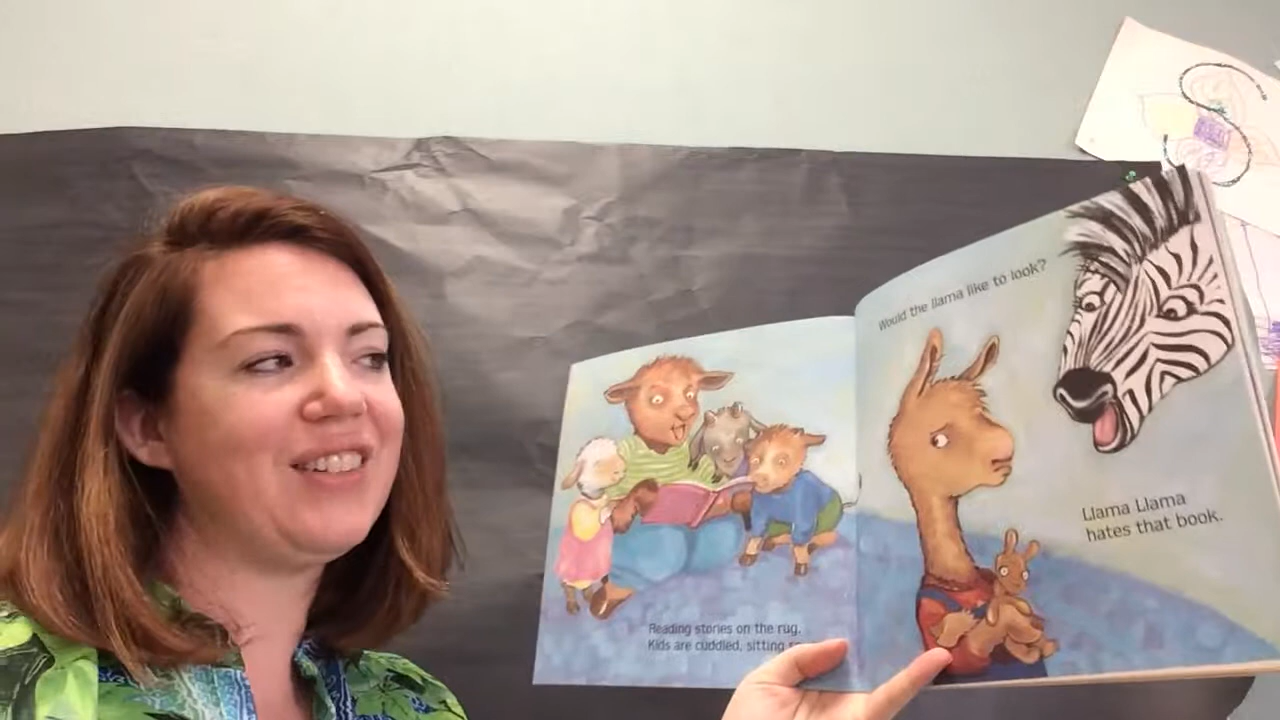 Reading stories on the rug.
Kids are cuddled, sitting
Would the llama like to look?
Llama Llama
hates that book.
S